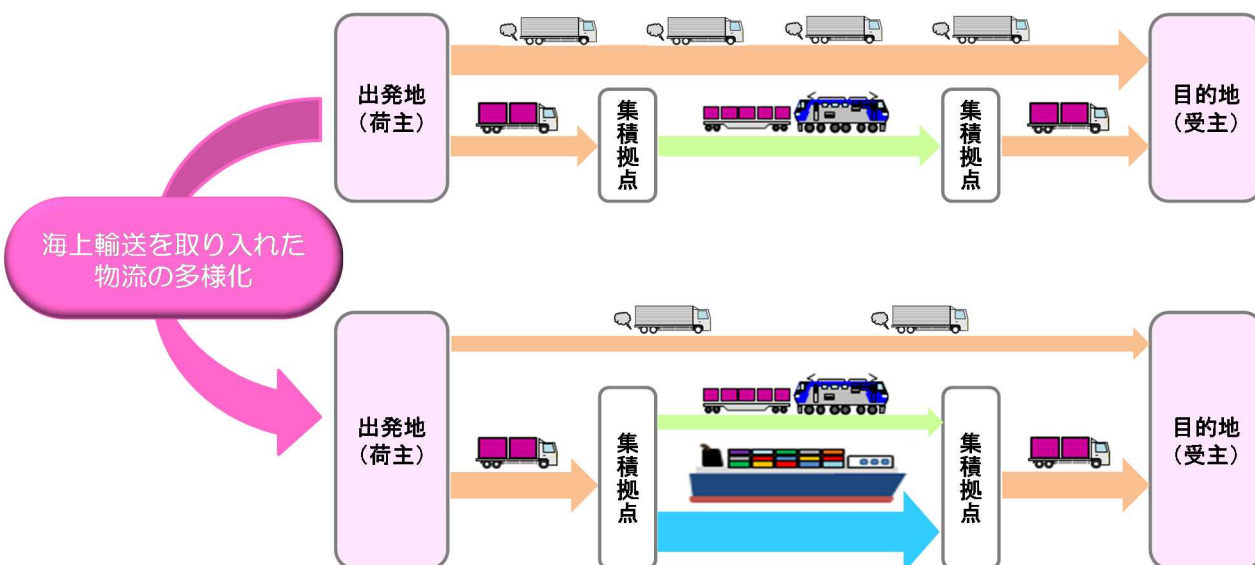 出発地
（荷主）
集積拠点
集積拠点
目的地
（受主）
海上輸送を取り入れた
物流の多様化
出発地
（荷主）
集積拠点
集積拠点
目的地
（受主）